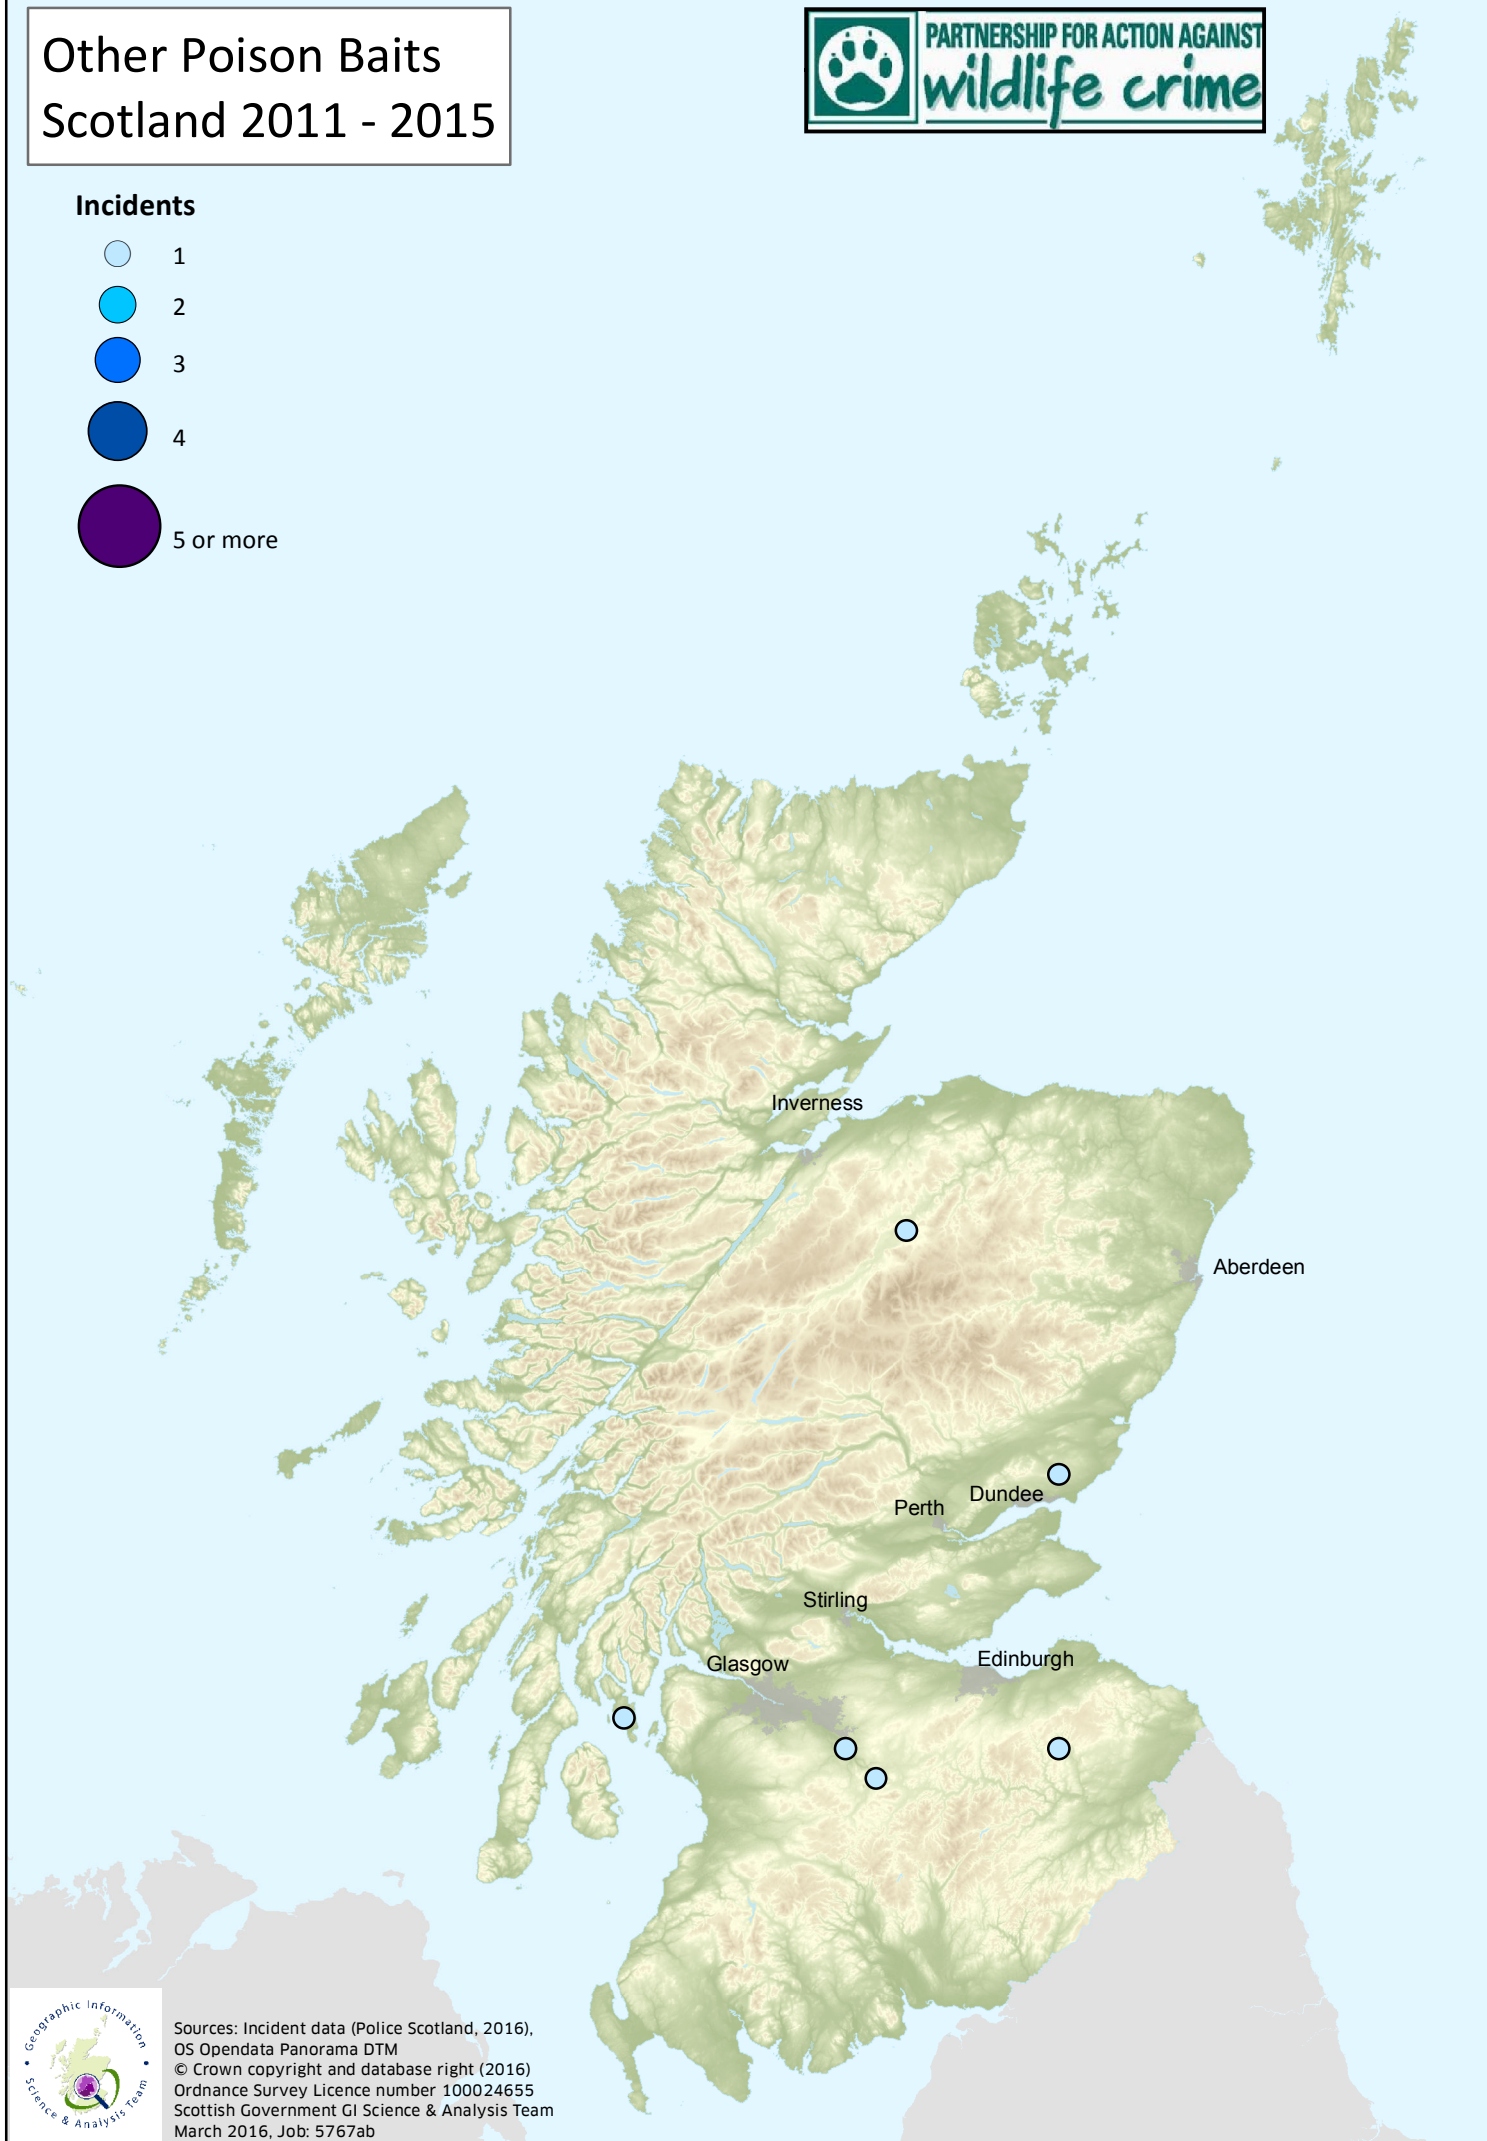 Other Poison Baits
Scotland 2011 - 2015
PARTNERSHIP FOR ACTION AGAINST
wildlife crime
Incidents
1
2
3
4
5 or more
Inverness
Aberdeen
Dundee
Perth
Stirling
Edinburgh
Glasgow
Geographic Information
Science & Analysis Team
Sources: Incident data (Police Scotland, 2016),
OS Opendata Panorama DTM
© Crown copyright and database right (2016)
Ordnance Survey Licence number 100024655
Scottish Government GI Science & Analysis Team
March 2016, Job: 5767ab